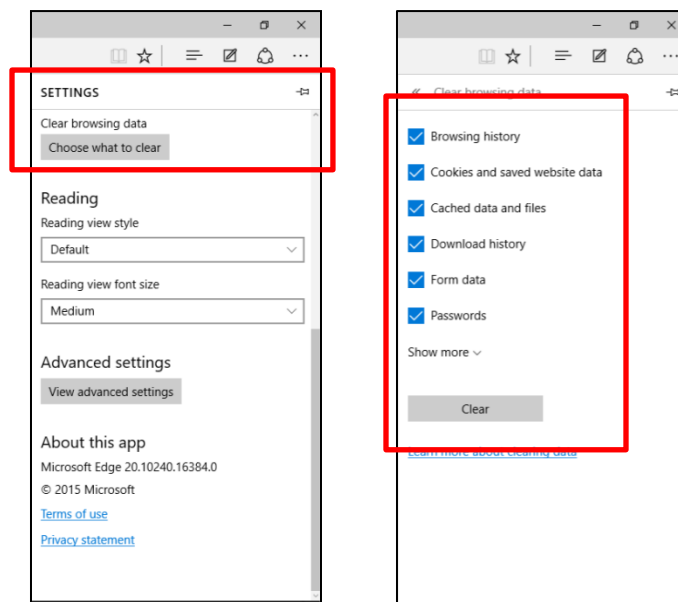 SETTINGS
Clear browsing data
Choose what to clear
Reading
Reading view style
Default
Reading view font size
Medium
Advanced settings
View advanced settings
About this app
Microsoft Edge 20.10240.16384.0
© 2015 Microsoft
Terms of use
Privacy statement
Clear browsing data
Browsing history
Cookies and saved website data
Cached data and files
Download history
Form data
Passwords
Show more
Clear
Learn more about clearing data